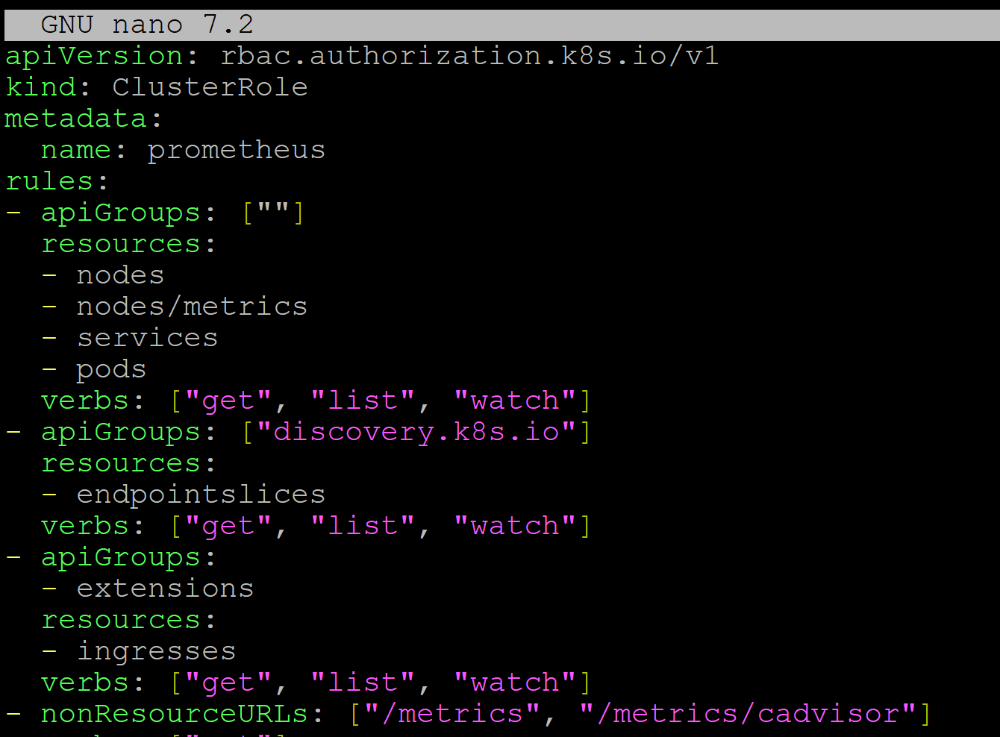 GNU nano 7.2
apiVersion: rbac.authorization.k8s.io/v1
kind: ClusterRole
metadata:
  name: prometheus
rules:
- apiGroups: [""]
  resources:
  - nodes
  - nodes/metrics
  - services
  - pods
  verbs: ["get", "list", "watch"]
- apiGroups: ["discovery.k8s.io"]
  resources:
  - endpointslices
  verbs: ["get", "list", "watch"]
- apiGroups:
  - extensions
  resources:
  - ingresses
  verbs: ["get", "list", "watch"]
- nonResourceURLs: ["/metrics", "/metrics/cadvisor"]